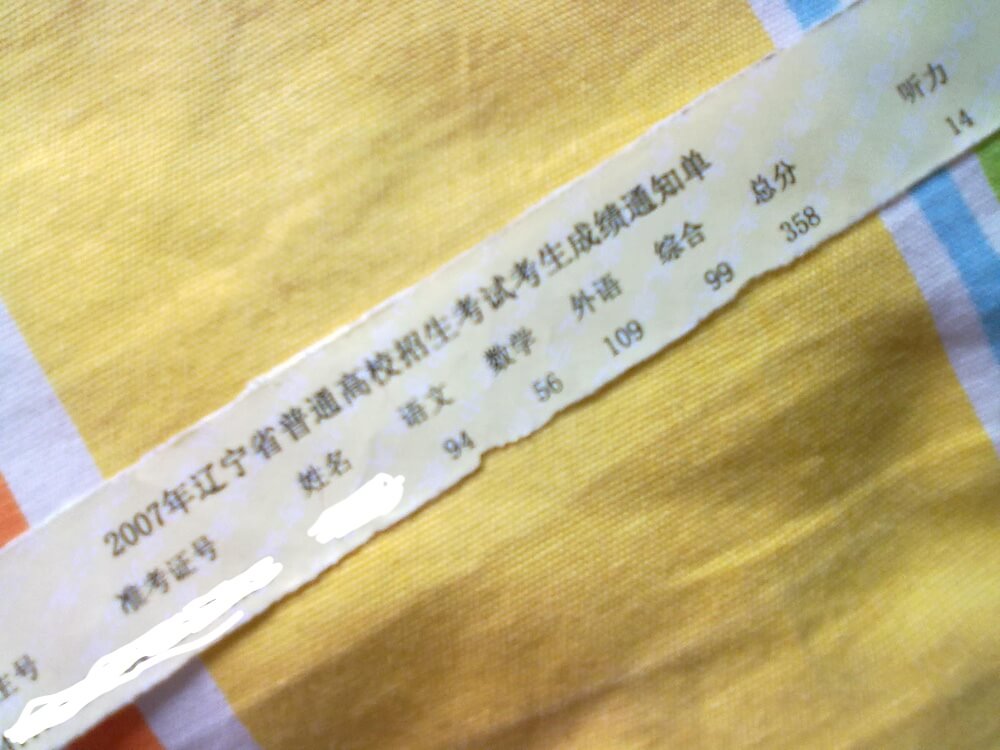 2007年辽宁省普通高校招生考试考生成绩通知单
生号 准考证号 姓名 语文 数学 外语 综合 总分 听力
94 56 109 99 358 14